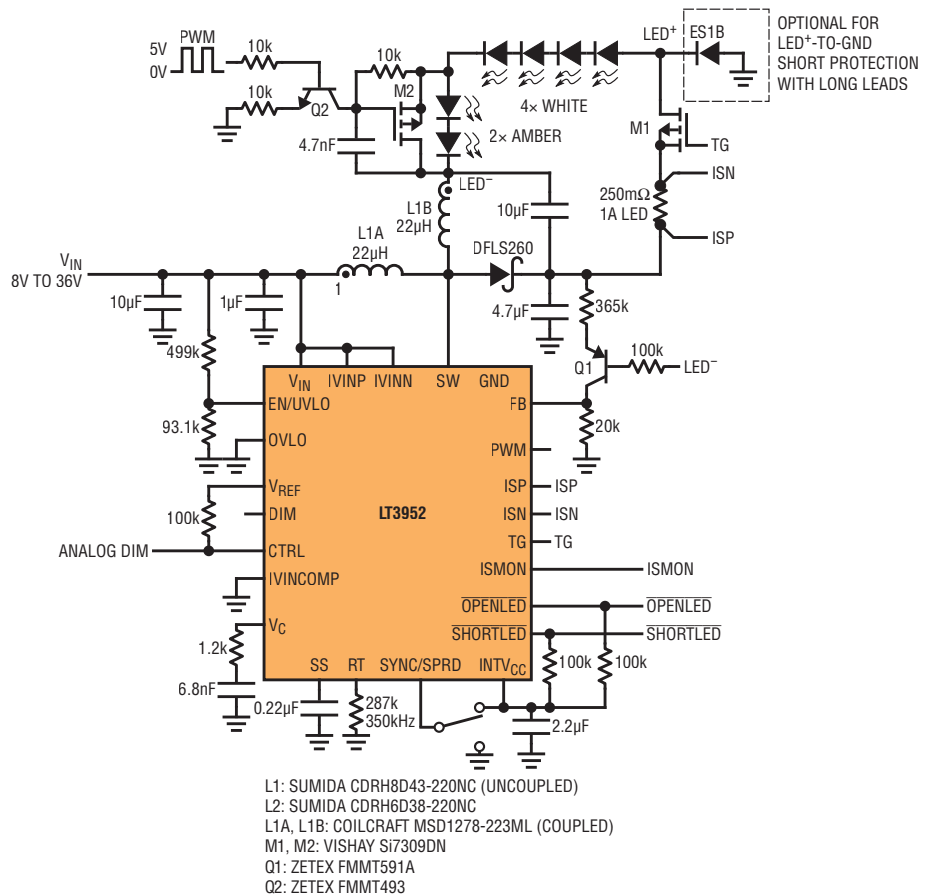 5V
0V
PWM
10k
10k
Q2
4.7nF
10k
M2
4× WHITE
2× AMBER
LED+
ES1B
OPTIONAL FOR
LED+-TO-GND
SHORT PROTECTION
WITH LONG LEADS
M1
TG
ISN
250mΩ
1A LED
ISP
LED–
L1B
22µH
10µF
L1A
22µH
1
DFLS260
VIN
8V TO 36V
10µF
1µF
4.7µF
365k
499k
Q1
100k
LED–
VIN
IVINP
IVINN
SW
GND
EN/UVLO
FB
93.1k
20k
OVLO
PWM
VREF
ISP
ISP
100k
DIM
LT3952
ISN
ISN
TG
TG
ANALOG DIM
CTRL
ISMON
ISMON
IVINCOMP
OPENLED
OPENLED
VC
SHORTLED
SHORTLED
1.2k
100k
100k
SS
RT
SYNC/SPRD
INTVCC
6.8nF
0.22µF
287k
350kHz
2.2µF
L1: SUMIDA CDRH8D43-220NC (UNCOUPLED)
L2: SUMIDA CDRH6D38-220NC
L1A, L1B: COILCRAFT MSD1278-223ML (COUPLED)
M1, M2: VISHAY Si7309DN
Q1: ZETEX FMMT591A
Q2: ZETEX FMMT493